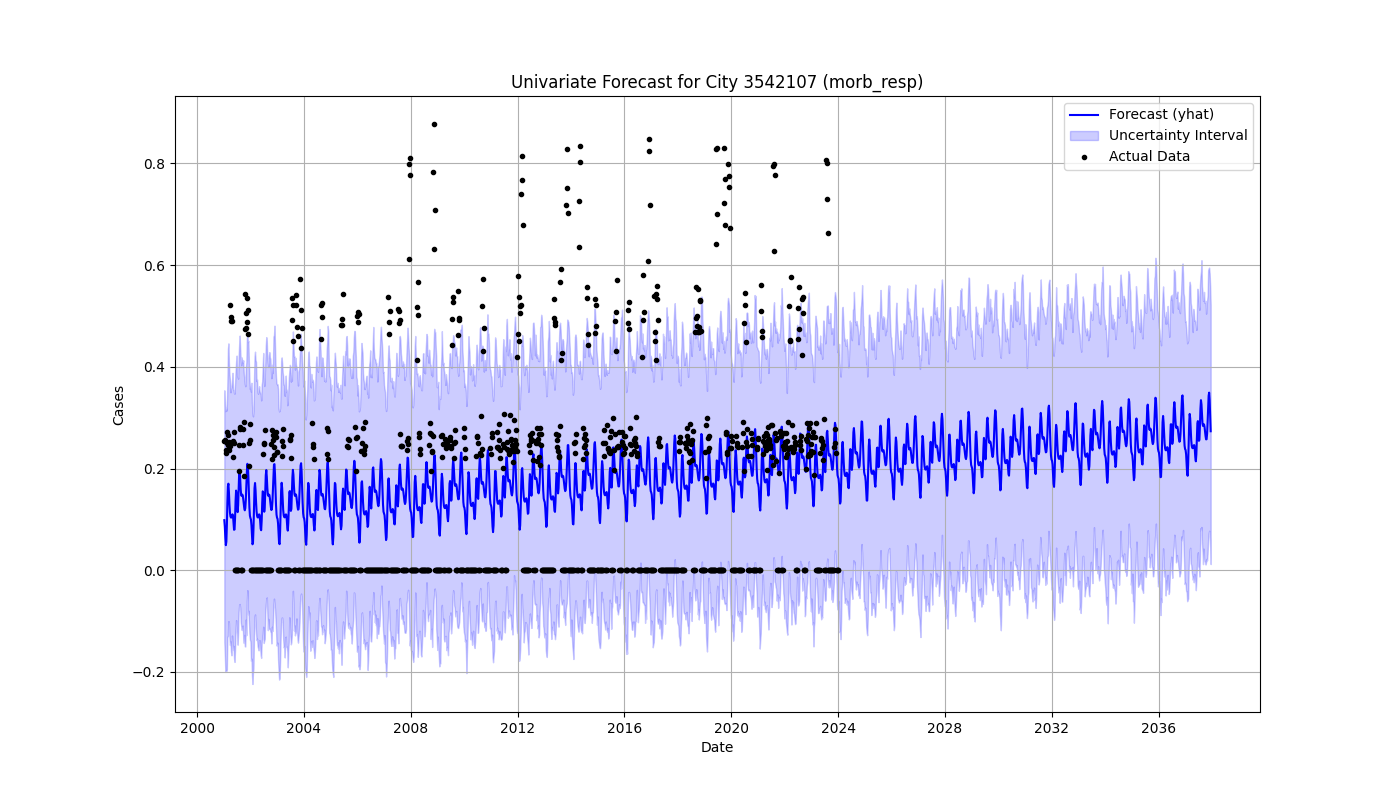 Univariate Forecast for City 3542107 (morb_resp)
Forecast (yhat)
Uncertainty Interval
Actual Data
Cases
0.8
0.6
0.4
0.2
0.0
−0.2
2000 2004 2008 2012 2016 2020 2024 2028 2032 2036
Date